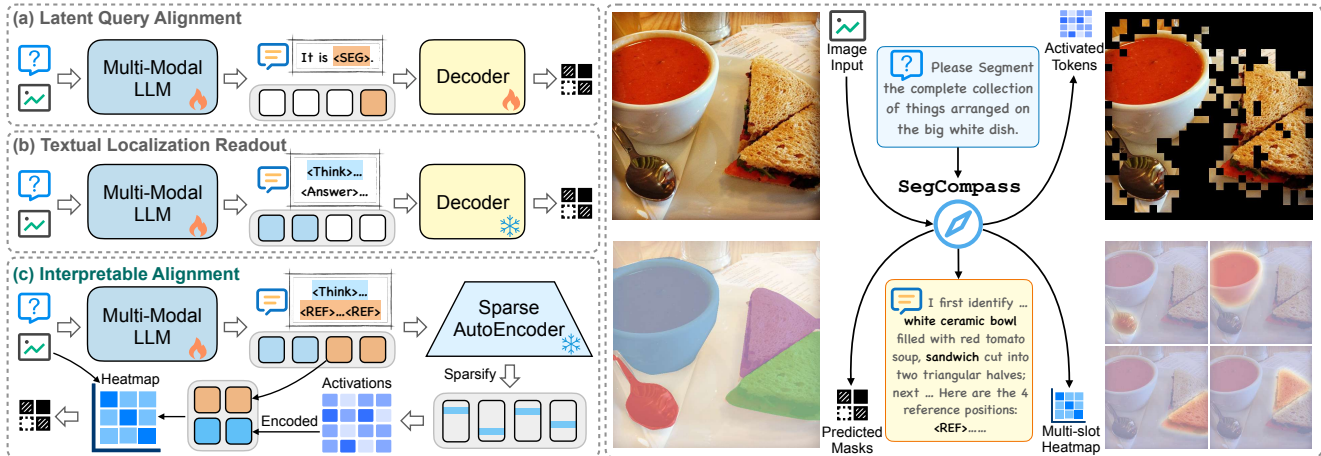 (a) Latent Query Alignment
?
Multi-Modal
LLM
It is <SEG>.
Decoder
(b) Textual Localization Readout
?
Multi-Modal
LLM
<Think>...
<Answer>...
Decoder
(c) Interpretable Alignment
?
Multi-Modal
LLM
<Think>...
<REF>...<REF>
Sparse
AutoEncoder
Sparsify
Heatmap
Encoded
Activations
Image
Input
Activated
Tokens
? Please Segment
the complete collection
of things arranged on
the big white dish.
SegCompass
I first identify ...
white ceramic bowl
filled with red tomato
soup, sandwich cut into
two triangular halves;
next ... Here are the 4
reference positions:
<REF>......
Predicted
Masks
Multi-slot
Heatmap